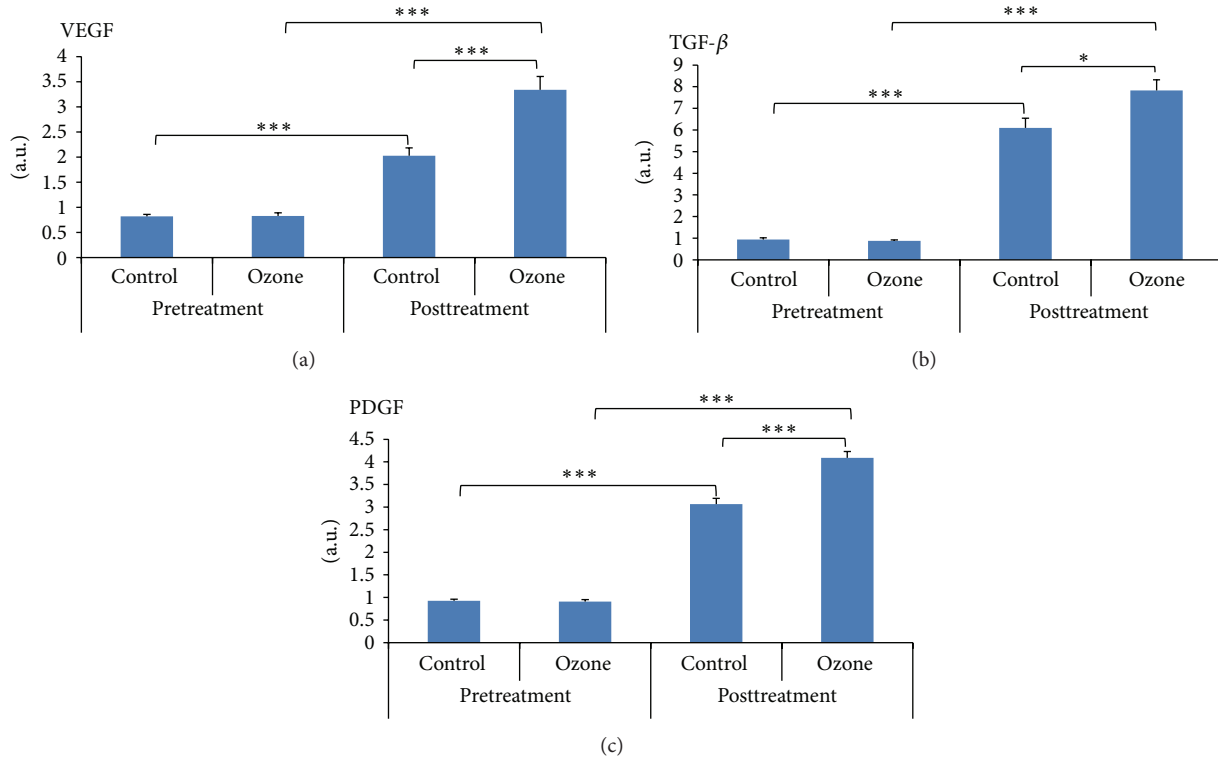 VEGF
(a.u.)
4
3.5
3
2.5
2
1.5
1
0.5
0
***
***
***
Control Ozone Control Ozone
Pretreatment Posttreatment
(a)
TGF-β
(a.u.)
9
8
7
6
5
4
3
2
1
0
***
*
***
Control Ozone Control Ozone
Pretreatment Posttreatment
(b)
PDGF
(a.u.)
4.5
4
3.5
3
2.5
2
1.5
1
0.5
0
***
***
***
Control Ozone Control Ozone
Pretreatment Posttreatment
(c)